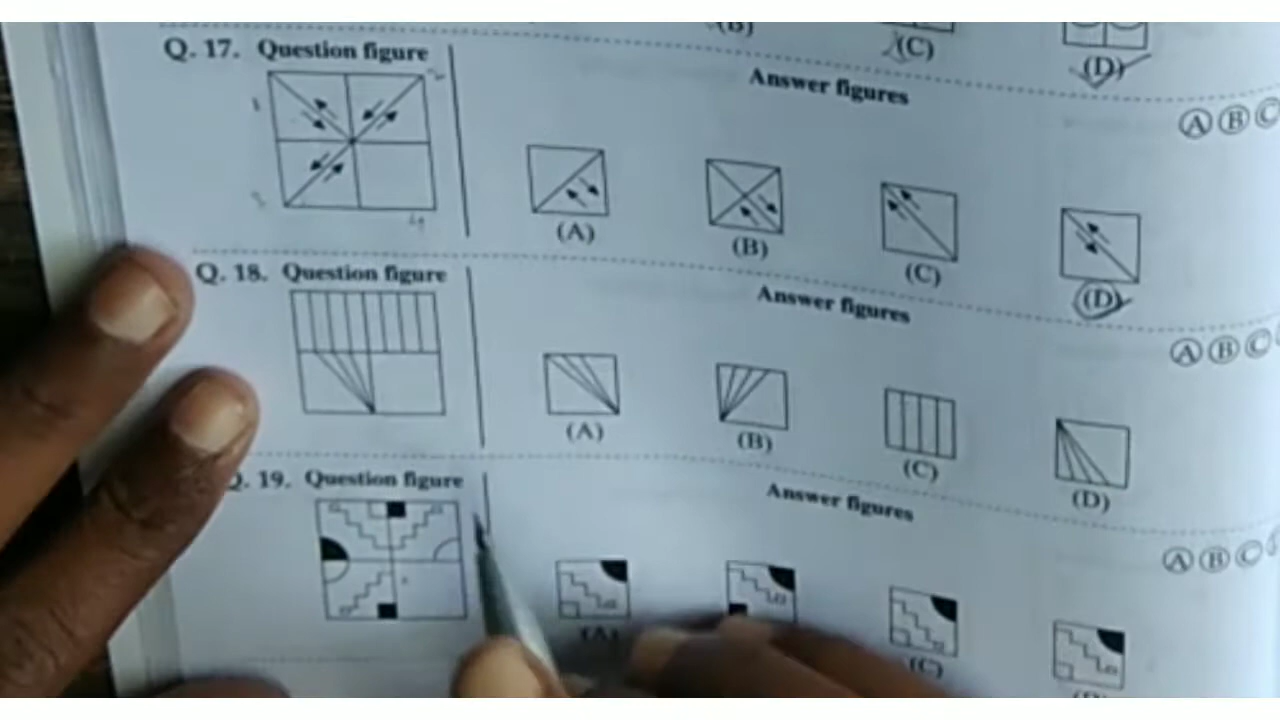 (B)
(C)
(D)
Q. 17. Question figure
Answer figures
A B C
(A)
(B)
(C)
(D)
Q. 18. Question figure
Answer figures
A B C
(A)
(B)
(C)
(D)
Q. 19. Question figure
Answer figures
A B C
(A)
(C)